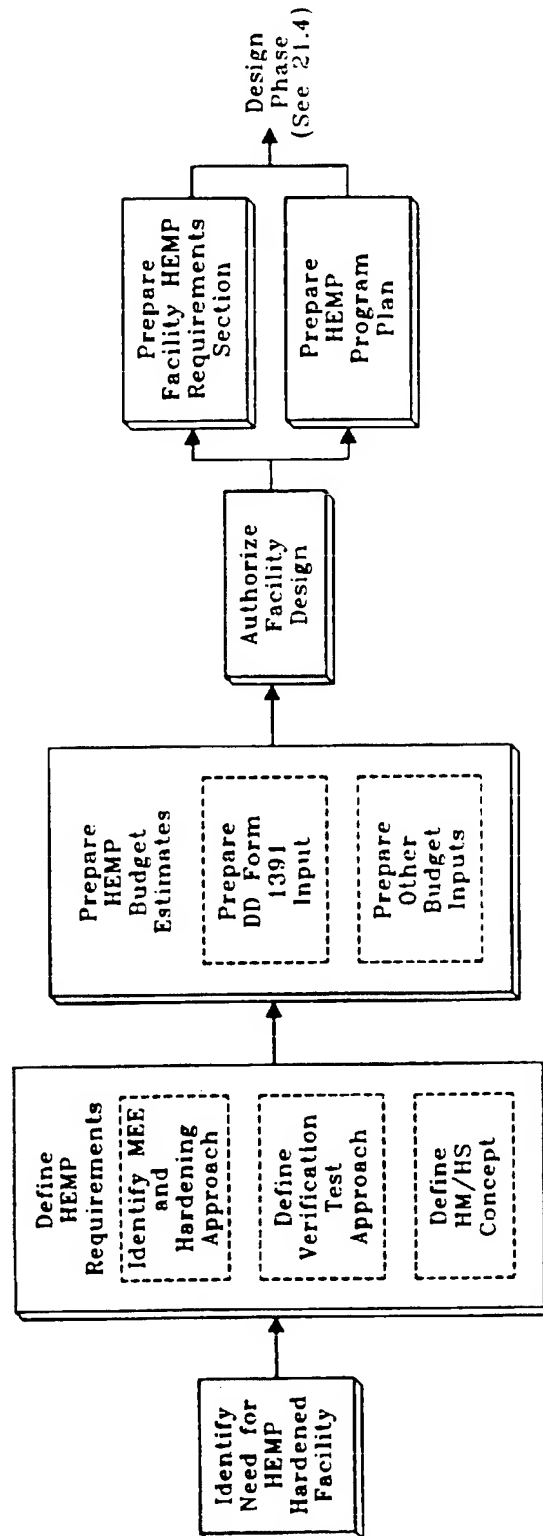 Identify
Need for
HEMP
Hardened
Facility
Define
HEMP
Requirements
Identify MEE
and
Hardening
Approach
Define
Verification
Test
Approach
Define
HM/HS
Concept
Prepare
HEMP
Budget
Estimates
Prepare
DD Form
1391
Input
Prepare
Other
Budget
Inputs
Authorize
Facility
Design
Prepare
Facility HEMP
Requirements
Section
Prepare
HEMP
Program
Plan
Design
Phase
(See 21.4)